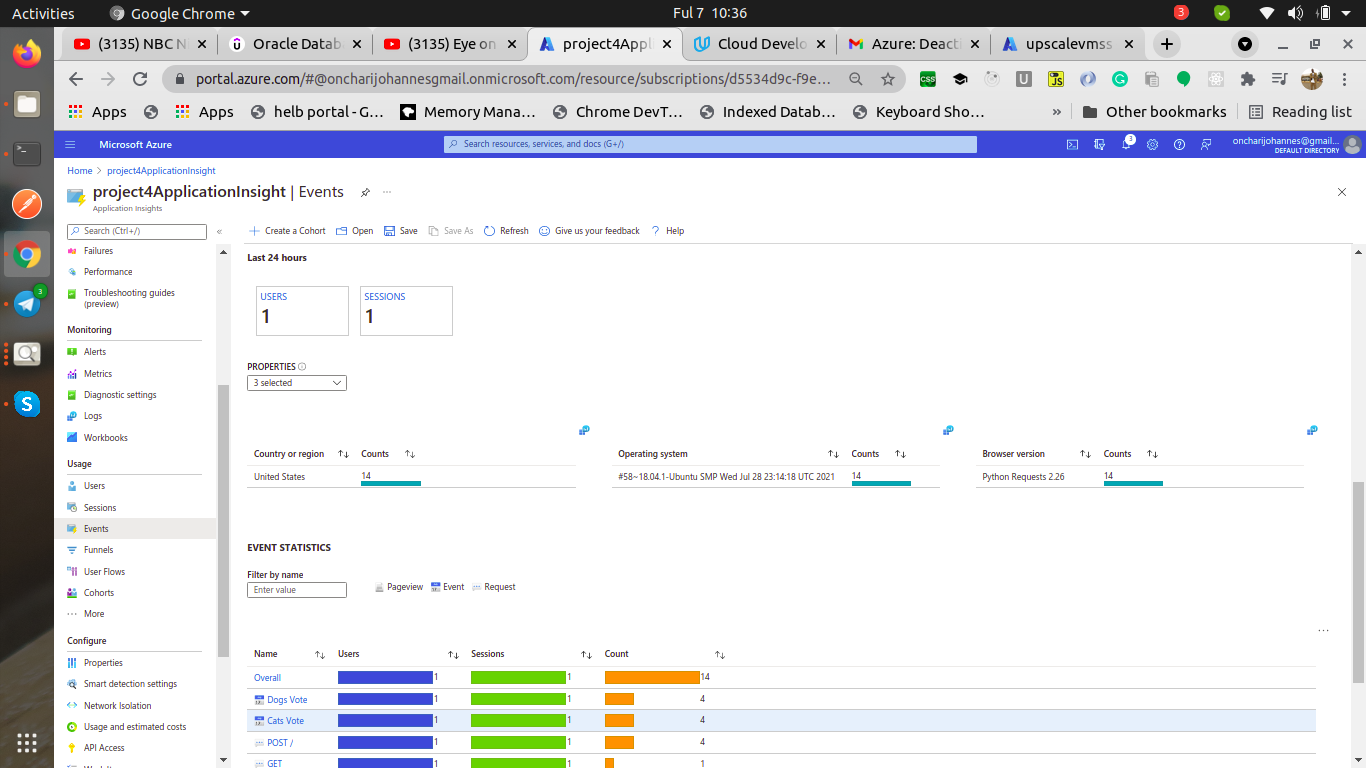 Activities
Google Chrome
Ful 7 10:36
3
(3135) NBC N
Oracle Datab
(3135) Eye on
project4Appl
Cloud Develo
Azure: Deacti
upscalevmss
portal.azure.com/#@oncharijohannesgmail.onmicrosoft.com/resource/subscriptions/d5534d9c-f9e...
Apps
Apps
helb portal - G...
Memory Mana...
Chrome DevT...
Indexed Datab...
Keyboard Sho...
»
Other bookmarks
Reading list
Microsoft Azure
Search resources, services, and docs (G+/)
3
oncharijohannes@gmail...
DEFAULT DIRECTORY
Home > project4ApplicationInsight
project4ApplicationInsight | Events
Application Insights
Search (Ctrl+/)
«
Create a Cohort
Open
Save
Save As
Refresh
Give us your feedback
? Help
Failures
Performance
Troubleshooting guides
(preview)
Monitoring
Alerts
Metrics
Diagnostic settings
Logs
Workbooks
Usage
Users
Sessions
Events
Funnels
User Flows
Cohorts
More
Configure
Properties
Smart detection settings
Network Isolation
Usage and estimated costs
API Access
Last 24 hours
USERS
1
SESSIONS
1
PROPERTIES
3 selected
Country or region Counts
United States 14
Operating system Counts
#58~18.04.1-Ubuntu SMP Wed Jul 28 23:14:18 UTC 2021 14
Browser version Counts
Python Requests 2.26 14
EVENT STATISTICS
Filter by name
Enter value
Pageview
Event
Request
Name Users Sessions Count
Overall 1 1 14
Dogs Vote 1 1 4
Cats Vote 1 1 4
POST / 1 1 4
GET 1 1 1
3
S